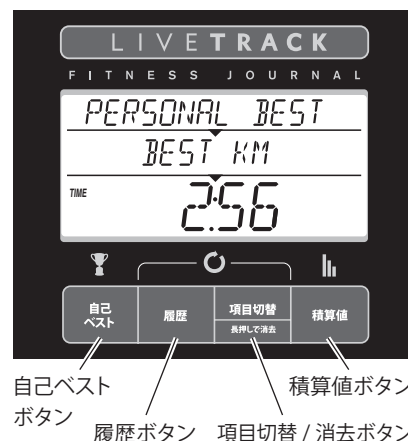 LIVETRACK
FITNESS JOURNAL
PERSONAL BEST
BEST KM
TIME
2:56
自己
ベスト
履歴
項目切替
長押しで消去
積算値
自己ベスト
ボタン
履歴ボタン
項目切替 / 消去ボタン
積算値ボタン